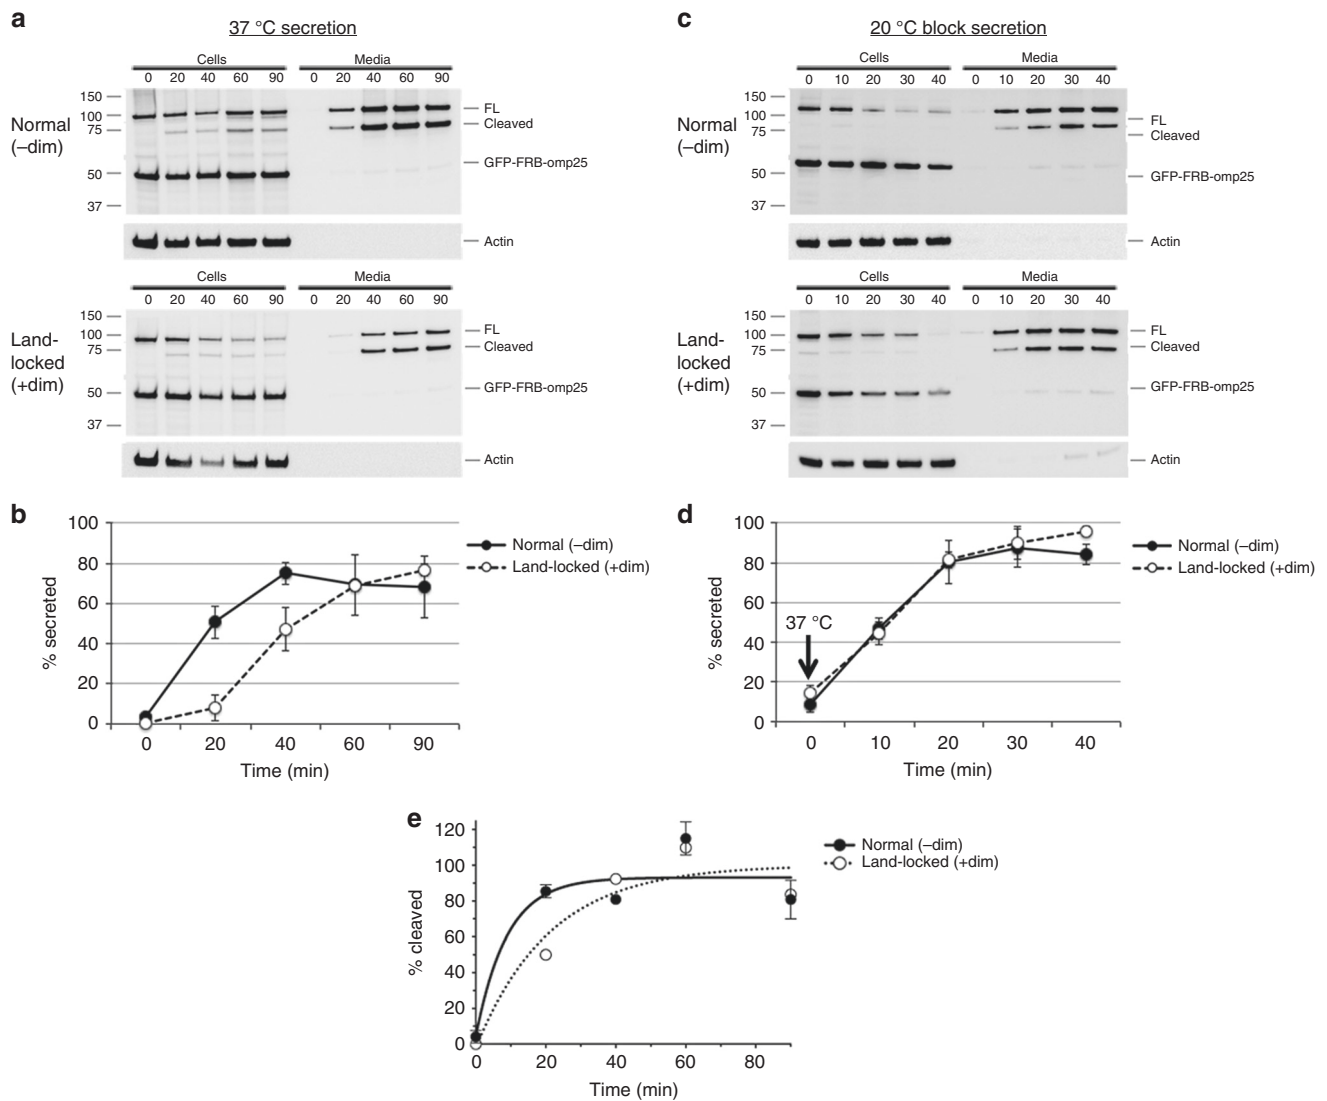 a
37 °C secretion
Cells Media
0 20 40 60 90 0 20 40 60 90
150
100
75
50
37
Normal
(–dim)
FL
Cleaved
GFP-FRB-omp25
Actin
Cells Media
0 20 40 60 90 0 20 40 60 90
150
100
75
50
37
Land-
locked
(+dim)
FL
Cleaved
GFP-FRB-omp25
Actin
c
20 °C block secretion
Cells Media
0 10 20 30 40 0 10 20 30 40
150
100
75
50
37
Normal
(–dim)
FL
Cleaved
GFP-FRB-omp25
Actin
Cells Media
0 10 20 30 40 0 10 20 30 40
150
100
75
50
37
Land-
locked
(+dim)
FL
Cleaved
GFP-FRB-omp25
Actin
b
% secreted
100
80
60
40
20
0
0 20 40 60 90
Time (min)
Normal (–dim)
Land-locked (+dim)
d
% secreted
100
80
60
40
20
0
37 °C
0 10 20 30 40
Time (min)
Normal (–dim)
Land-locked (+dim)
e
% cleaved
120
100
80
60
40
20
0
0 20 40 60 80
Time (min)
Normal (–dim)
Land-locked (+dim)